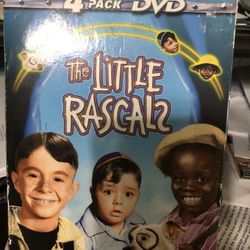 4 PACK DVD
The LITTLE
RASCALS